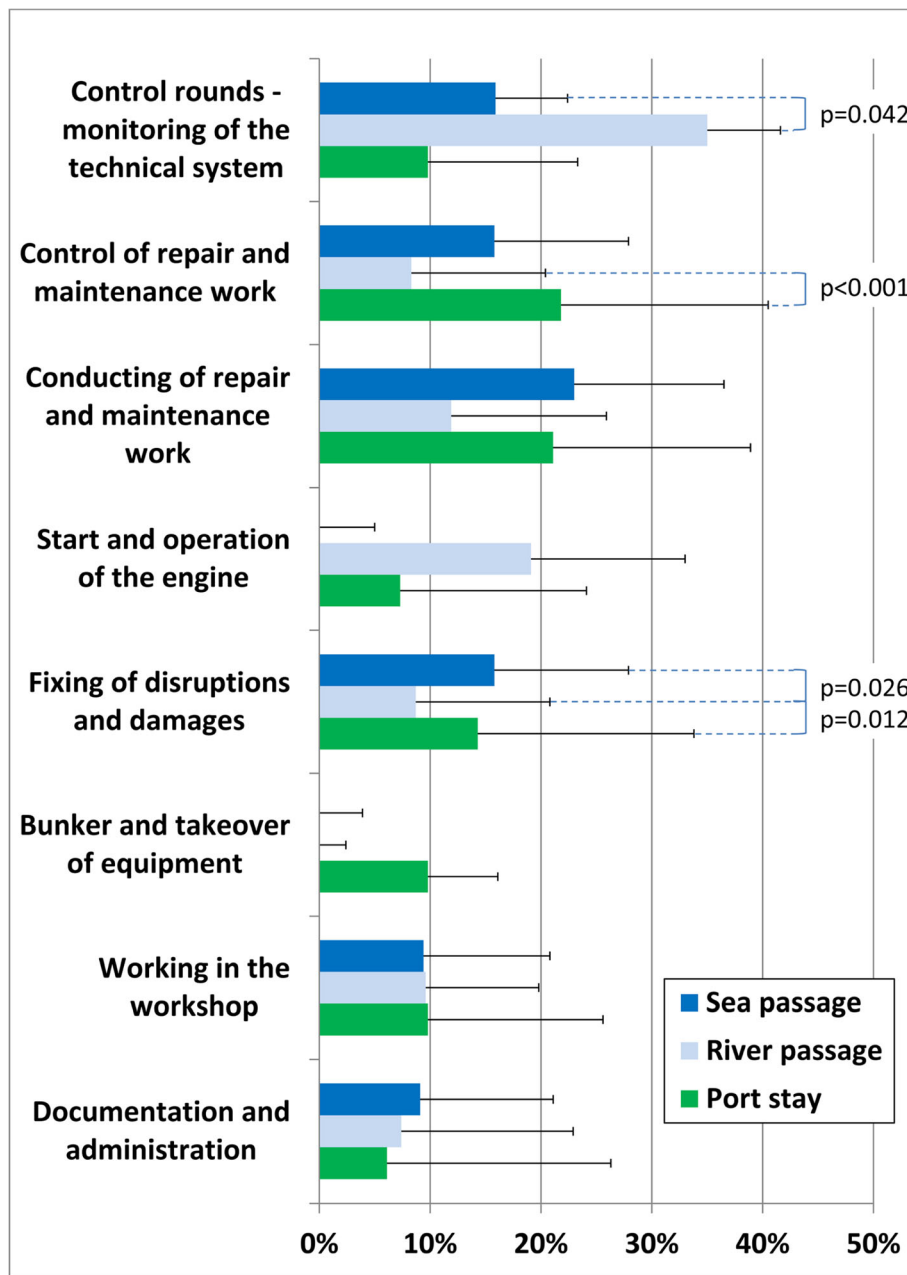 Control rounds -
monitoring of the
technical system
p=0.042
Control of repair and
maintenance work
p<0.001
Conducting of repair
and maintenance
work
Start and operation
of the engine
Fixing of disruptions
and damages
p=0.026
p=0.012
Bunker and takeover
of equipment
Working in the
workshop
Documentation and
administration
Sea passage
River passage
Port stay
0% 10% 20% 30% 40% 50%